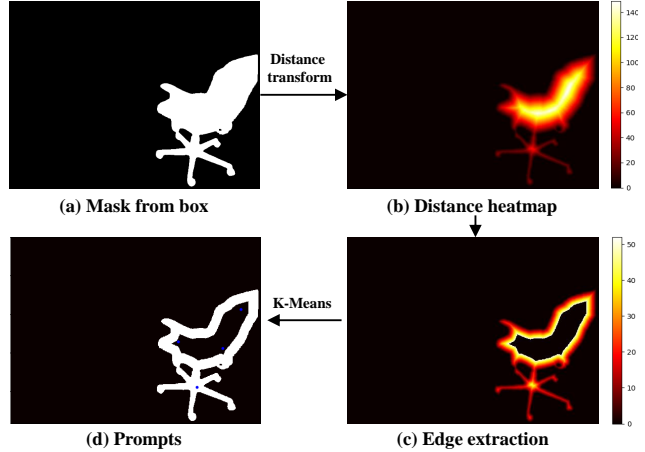 Distance
transform
140
120
100
80
60
40
20
0
(a) Mask from box
(b) Distance heatmap
K-Means
50
40
30
20
10
0
(d) Prompts
(c) Edge extraction